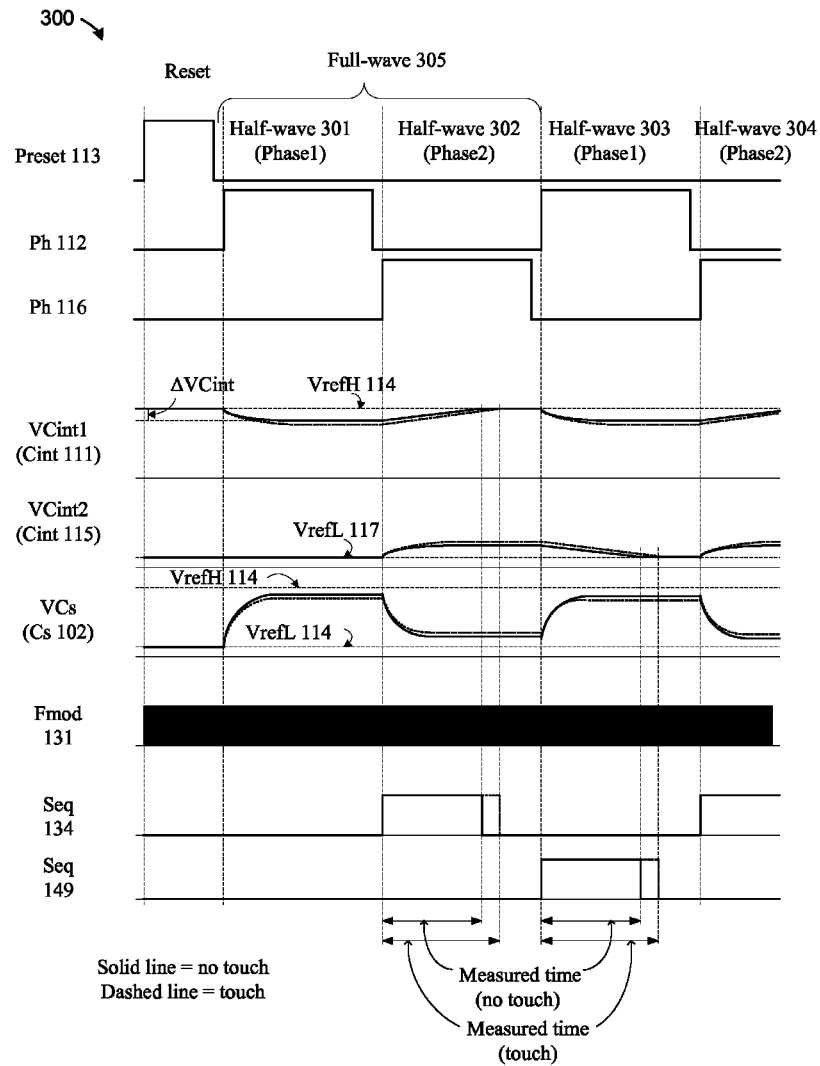 300
Full-wave 305
Reset
Half-wave 301
(Phase1)
Half-wave 302
(Phase2)
Half-wave 303
(Phase1)
Half-wave 304
(Phase2)
Preset 113
Ph 112
Ph 116
ΔVCint
VrefH 114
VCint1
(Cint 111)
VCint2
(Cint 115)
VrefL 117
VrefH 114
VCs
(Cs 102)
VrefL 114
Fmod
131
Seq
134
Seq
149
Solid line = no touch
Dashed line = touch
Measured time
(no touch)
Measured time
(touch)